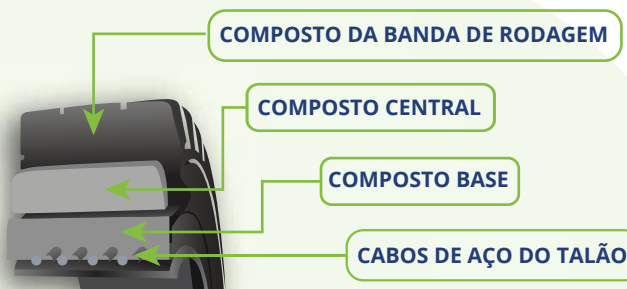 COMPOSTO DA BANDA DE RODAGEM
COMPOSTO CENTRAL
COMPOSTO BASE
CABOS DE AÇO DO TALÃO